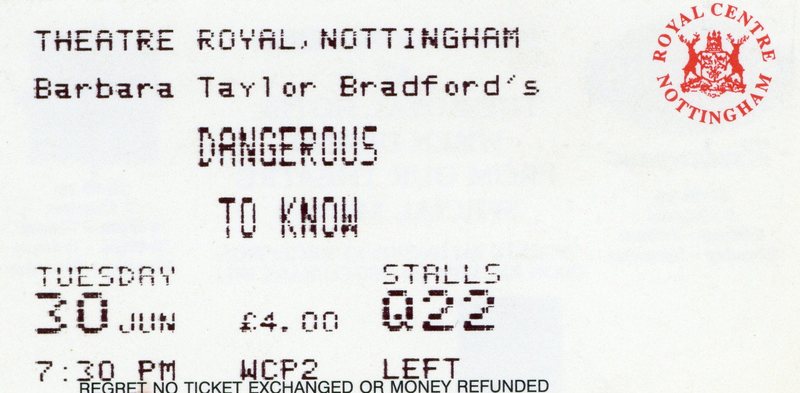 THEATRE ROYAL, NOTTINGHAM
Barbara Taylor Bradford's
DANGEROUS
TO KNOW
TUESDAY STALLS
30 JUN £4.00 Q22
7:30 PM WCP2 LEFT
REGRET NO TICKET EXCHANGED OR MONEY REFUNDED
ROYAL CENTRE
NOTTINGHAM